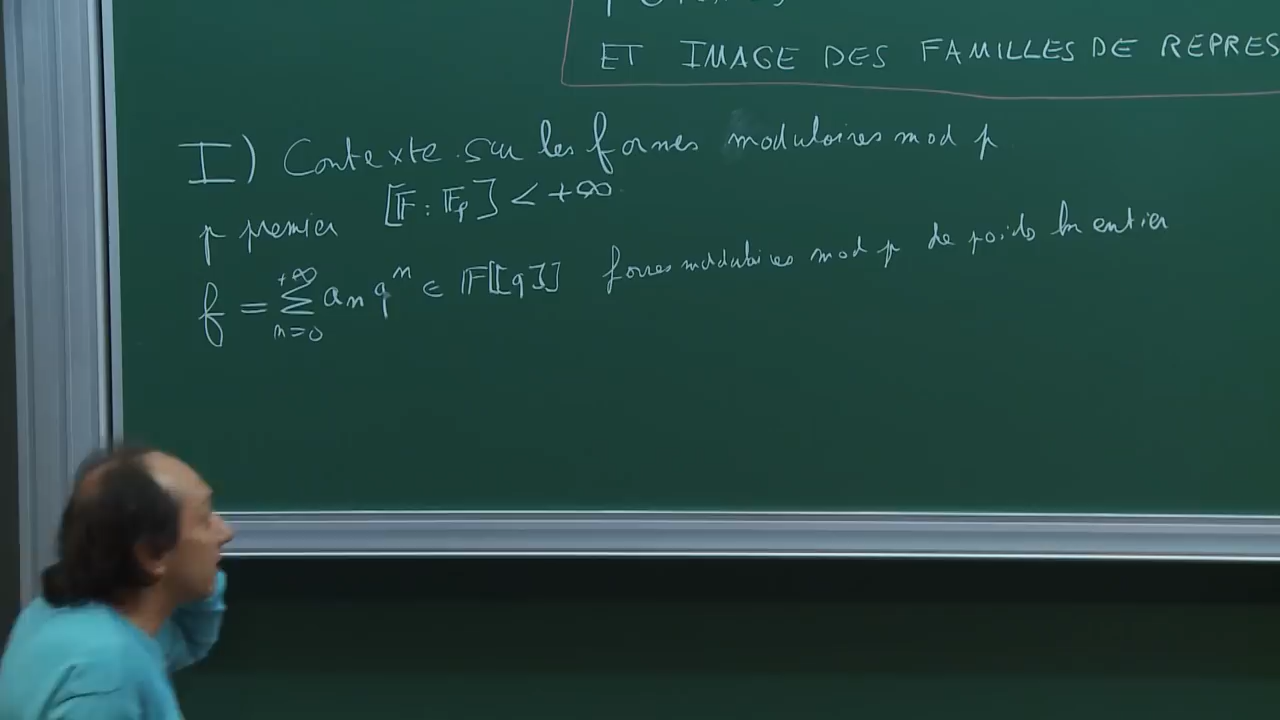 ET IMAGE DES FAMILLES DE REPRES
I) Contexte sur les formes modulaires mod p
p premier [𝔽 : 𝔽_p] < +∞
f = ∑_{n=0}^{+∞} a_n q^n ∈ 𝔽[[q]] formes modulaires mod p de poids k entier